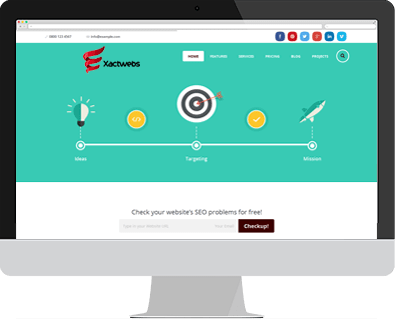 0800 123 4567 info@example.com
Exactwebs
HOME FEATURES SERVICES PRICING BLOG PROJECTS
Ideas Targeting Mission
Check your website's SEO problems for free!
Type in your Website URL Your Email Checkup!